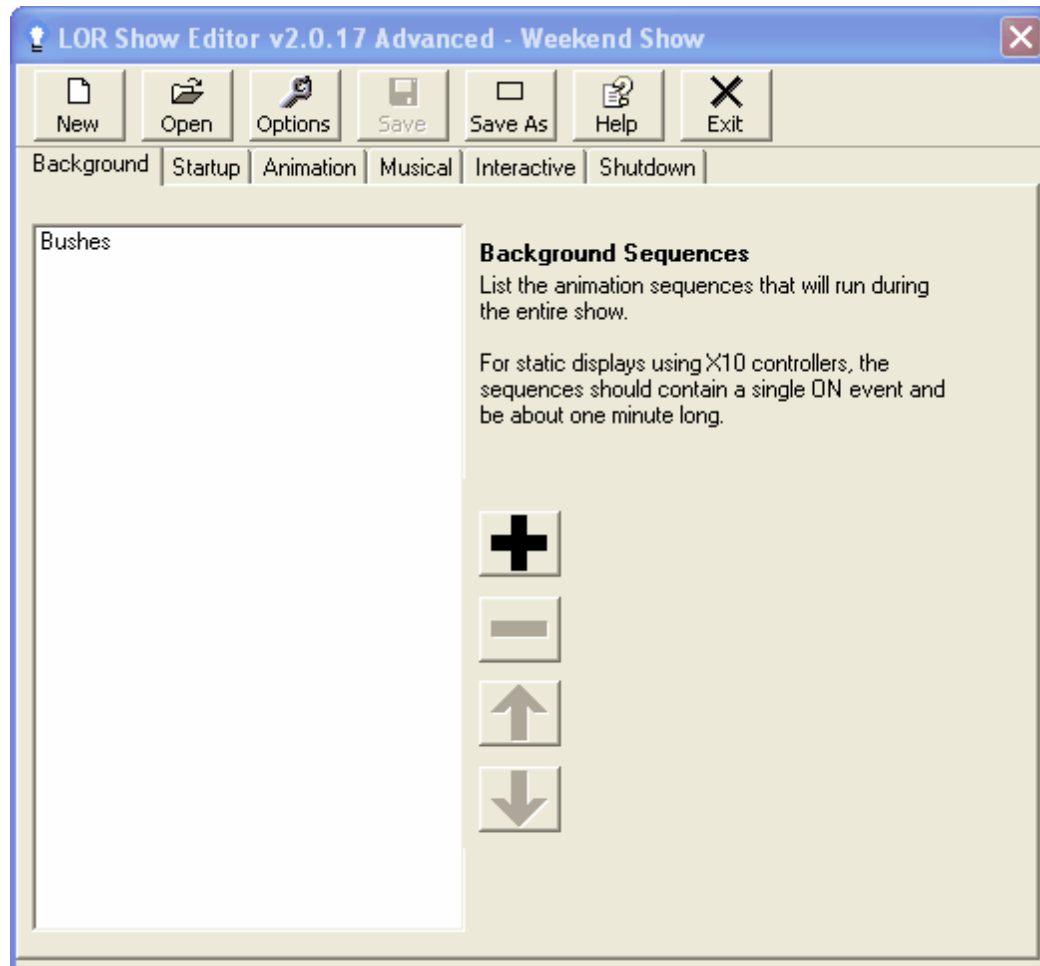 LOR Show Editor v2.0.17 Advanced - Weekend Show
New Open Options Save Save As Help Exit
Background Startup Animation Musical Interactive Shutdown
Bushes
Background Sequences
List the animation sequences that will run during
the entire show.
For static displays using X10 controllers, the
sequences should contain a single ON event and
be about one minute long.